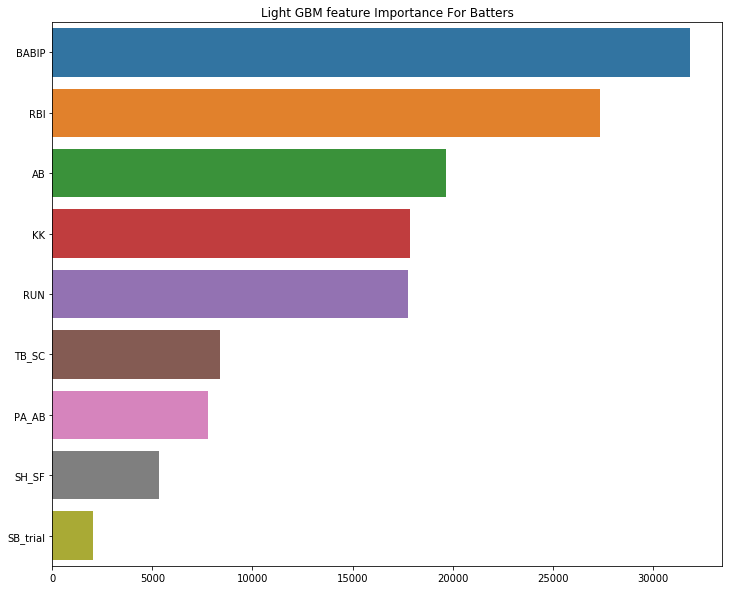 Light GBM feature Importance For Batters
BABIP
RBI
AB
KK
RUN
TB_SC
PA_AB
SH_SF
SB_trial
0 5000 10000 15000 20000 25000 30000